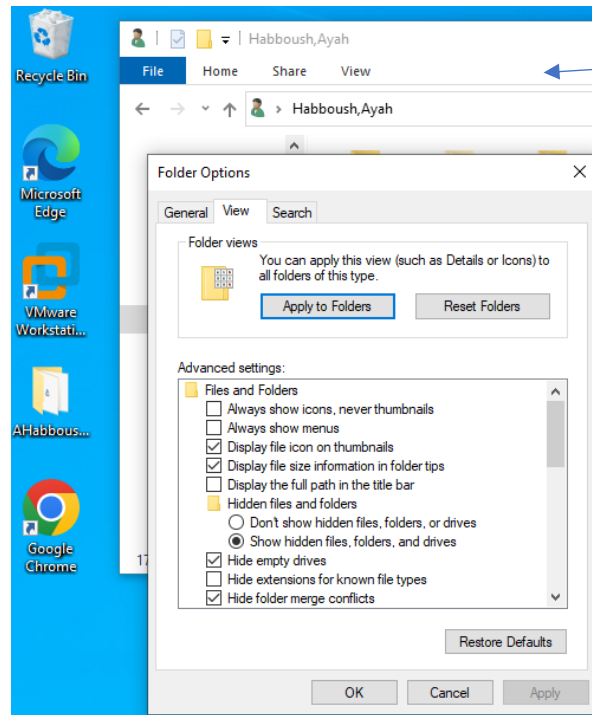 Recycle Bin
Microsoft
Edge
VMware
Workstati...
AHabbous...
Google
Chrome
Habboush,Ayah
File Home Share View
Habboush,Ayah
Folder Options
General View Search
Folder views
You can apply this view (such as Details or Icons) to
all folders of this type.
Apply to Folders Reset Folders
Advanced settings:
Files and Folders
Always show icons, never thumbnails
Always show menus
Display file icon on thumbnails
Display file size information in folder tips
Display the full path in the title bar
Hidden files and folders
Don't show hidden files, folders, or drives
Show hidden files, folders, and drives
Hide empty drives
Hide extensions for known file types
Hide folder merge conflicts
Restore Defaults
OK Cancel Apply